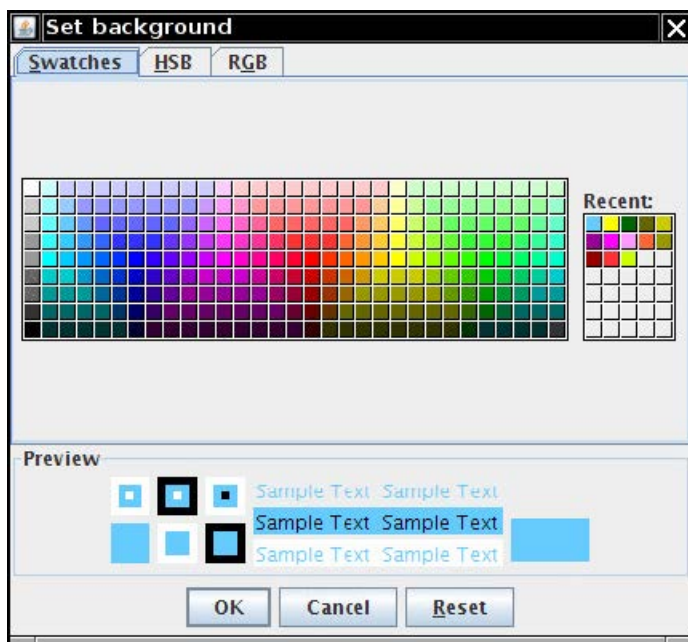 Set background
Swatches HSB RGB
Recent:
Preview
Sample Text Sample Text
Sample Text Sample Text
Sample Text Sample Text
OK Cancel Reset